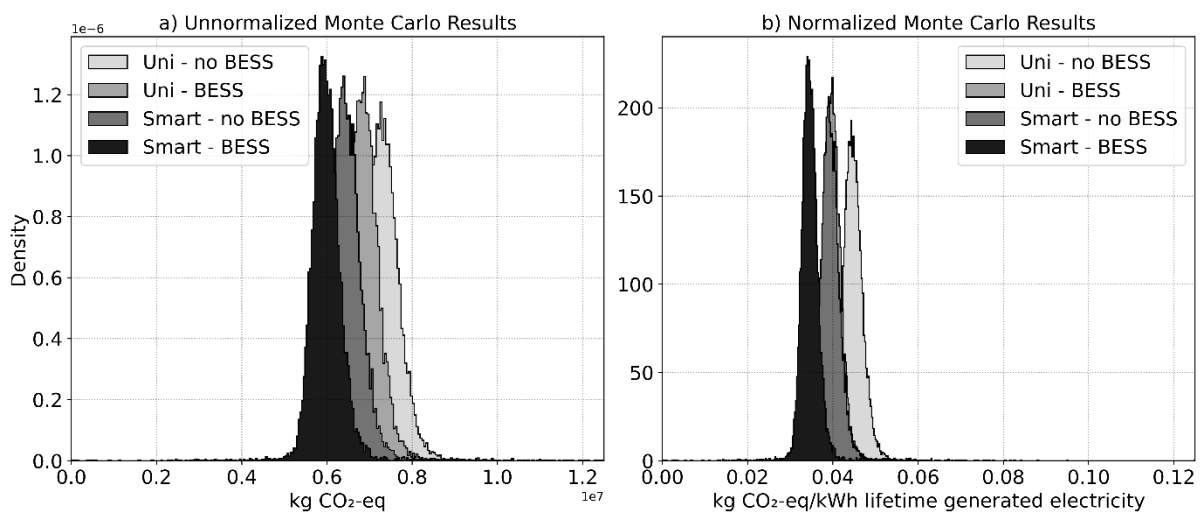 a) Unnormalized Monte Carlo Results
1e-6
Uni - no BESS
Uni - BESS
Smart - no BESS
Smart - BESS
1.2
1.0
0.8
0.6
0.4
0.2
0.0
Density
0.0 0.2 0.4 0.6 0.8 1.0 1.2
1e7
kg CO₂-eq
b) Normalized Monte Carlo Results
Uni - no BESS
Uni - BESS
Smart - no BESS
Smart - BESS
200
150
100
50
0
0.00 0.02 0.04 0.06 0.08 0.10 0.12
kg CO₂-eq/kWh lifetime generated electricity